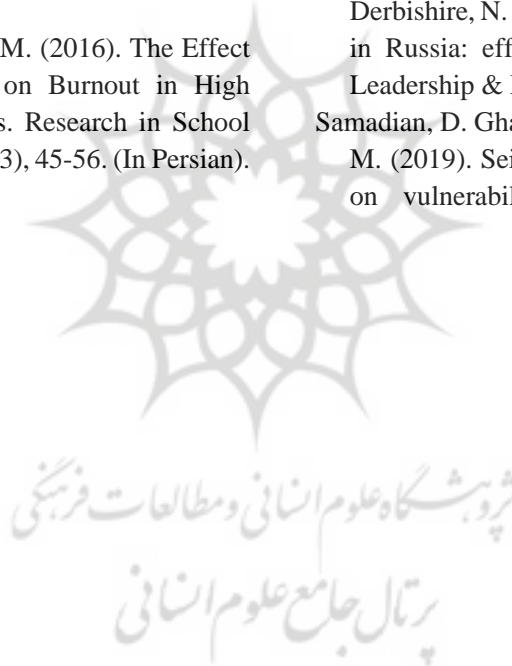 M. (2016). The Effect
on Burnout in High
s. Research in School
3), 45-56. (In Persian).
Derbishire, N.
in Russia: eff
Leadership & 
Samadian, D. Gha
M. (2019). Sei
on vulnerabil
پژوهشگاه علوم انسانی و مطالعات فرهنگی
پرتال جامع علوم انسانی